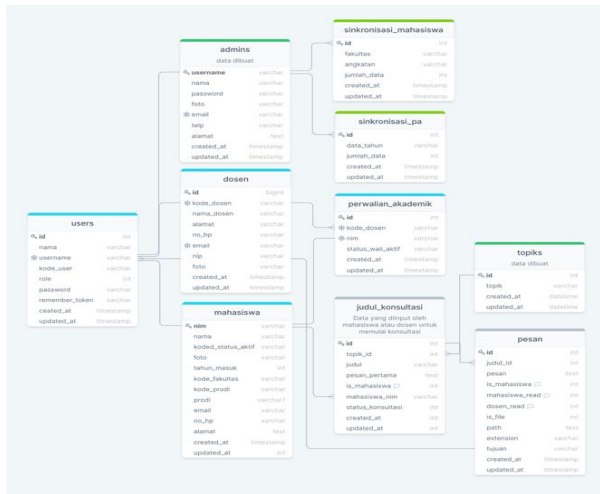 sinkronisasi_mahasiswa
id int
fakultas varchar
angkatan varchar
jumlah_data int
created_at timestamp
updated_at timestamp
admins
data dibuat
username varchar
nama varchar
password varchar
foto varchar
email varchar
telp varchar
alamat text
created_at timestamp
updated_at timestamp
sinkronisasi_pa
id int
data_tahun varchar
jumlah_data int
created_at timestamp
updated_at timestamp
dosen
id bigint
kode_dosen varchar
nama_dosen varchar
alamat varchar
no_hp varchar
email varchar
nip varchar
foto varchar
created_at timestamp
updated_at timestamp
perwalian_akademik
id int
kode_dosen varchar
nim varchar
status_wali_aktif varchar
created_at timestamp
updated_at timestamp
users
id int
nama varchar
username varchar
kode_user varchar
role int
password varchar
remember_token varchar
ceated_at timestamp
updated_at timestamp
topiks
data dibuat
id int
topik varchar
created_at datetime
updated_at datetime
mahasiswa
nim varchar
nama varchar
koded_status_aktif varchar
foto varchar
tahun_masuk int
kode_fakultas varchar
kode_prodi varchar
prodi varchar?
email varchar
no_hp varchar
alamat text
created_at timestamp
updated_at int
judul_konsultasi
Data yang diinput oleh
mahasiswa atau dosen untuk
memulai konsultasi
id int
topik_id int
judul varchar
pesan_pertama text
is_mahasiswa int
mahasiswa_nim varchar
status_konsultasi int
created_at int
updated_at int
pesan
id int
judul_id int
pesan text
is_mahasiswa int
mahasiswa_read int
dosen_read int
is_file int
path text
extension varchar
tujuan varchar
created_at timestamp
updated_at timestamp